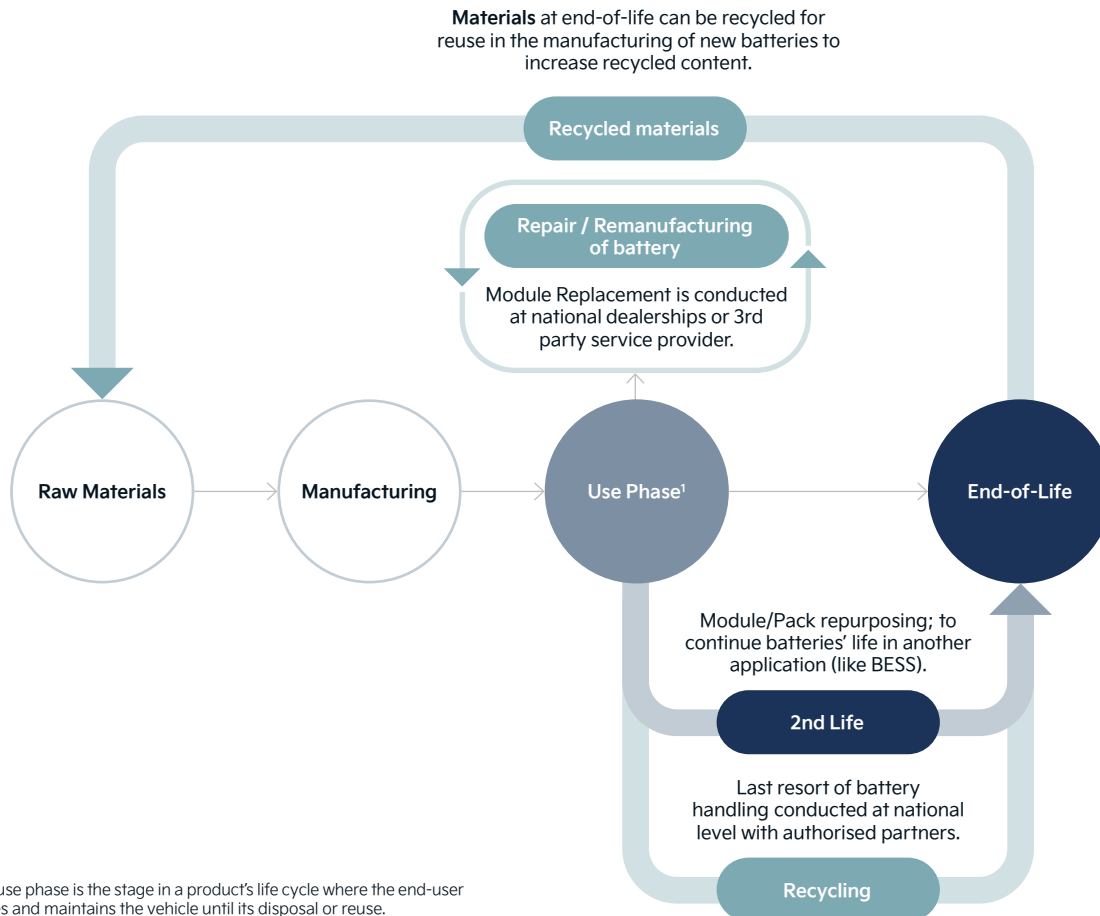 Materials at end-of-life can be recycled for
reuse in the manufacturing of new batteries to
increase recycled content.
Recycled materials
Repair / Remanufacturing
of battery
Module Replacement is conducted
at national dealerships or 3rd
party service provider.
Raw Materials
Manufacturing
Use Phase¹
End-of-Life
Module/Pack repurposing; to
continue batteries’ life in another
application (like BESS).
2nd Life
Last resort of battery
handling conducted at national
level with authorised partners.
Recycling
use phase is the stage in a product’s life cycle where the end-user
and maintains the vehicle until its disposal or reuse.